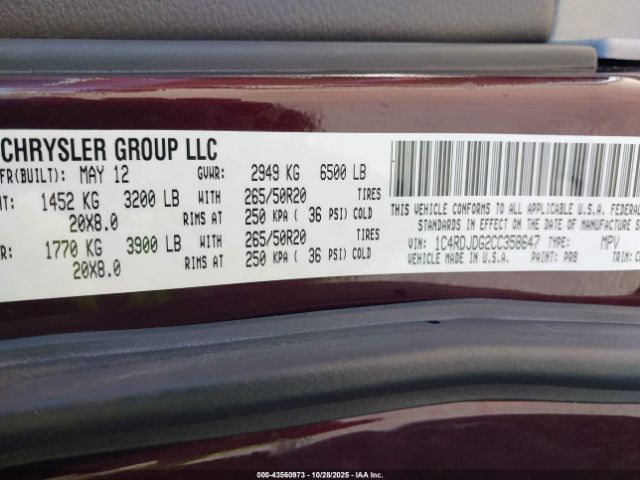 CHRYSLER GROUP LLC
FR(BUILT): MAY 12 GVWR: 2949 KG 6500 LB
NT: 1452 KG 3200 LB WITH 265/50R20 TIRES
20X8.0 RIMS AT 250 KPA ( 36 PSI) COLD
R: 1770 KG 3900 LB WITH 265/50R20 TIRES
20X8.0 RIMS AT 250 KPA ( 36 PSI) COLD
THIS VEHICLE CONFORMS TO ALL APPLICABLE U.S.A. FEDERAL
STANDARDS IN EFFECT ON THE DATE OF MANUFACTURE SH
VIN: 1C4RDJDG2CC358647 TYPE: MPV
VEHICLE MADE IN U.S.A. PAINT: PRB TRIM:
000-43560973 | 10/28/2025 | IAA, Inc.